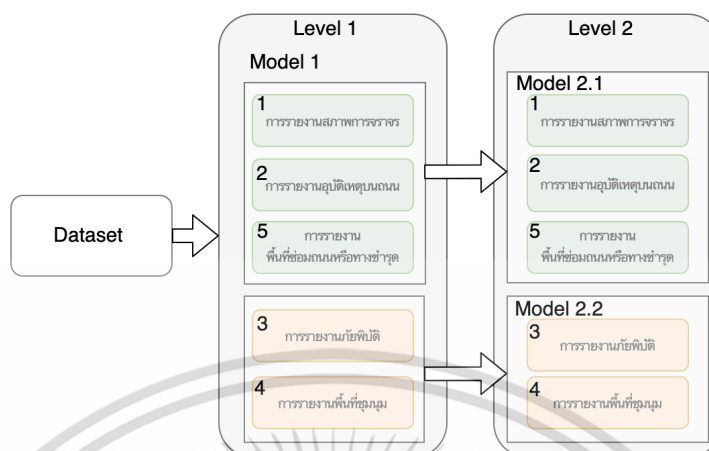 Level 1
Level 2
Model 1
Model 2.1
1
การรายงานสภาพการจราจร
2
การรายงานอุบัติเหตุบนถนน
5
การรายงาน
พื้นที่ซ่อมถนนหรือทางชำรุด
3
การรายงานภัยพิบัติ
4
การรายงานพื้นที่ชุมนุม
1
การรายงานสภาพการจราจร
2
การรายงานอุบัติเหตุบนถนน
5
การรายงาน
พื้นที่ซ่อมถนนหรือทางชำรุด
Model 2.2
3
การรายงานภัยพิบัติ
4
การรายงานพื้นที่ชุมนุม
Dataset